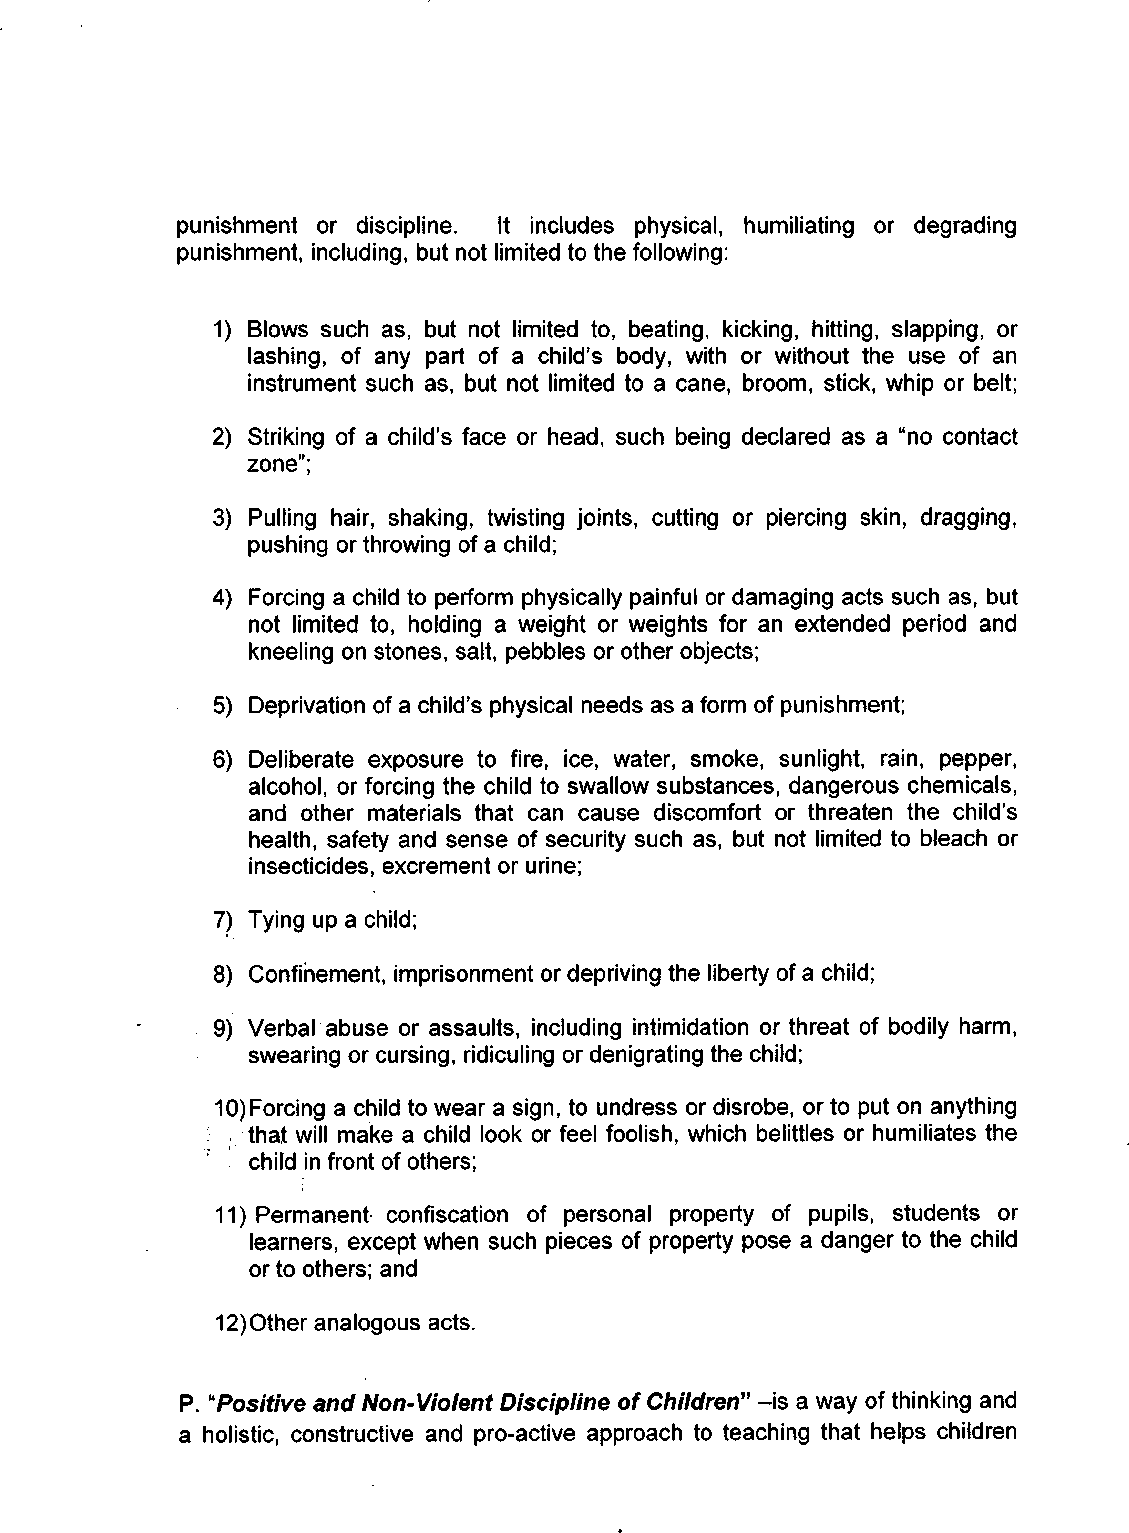 punishment or discipline. It includes physical, humiliating or degrading
punishment, including, but not limited to the following:
1) Blows such as, but not limited to, beating, kicking, hitting, slapping, or
lashing, of any part of a child's body, with or without the use of an
instrument such as, but not limited to a cane, broom, stick, whip or belt;
2) Striking of a child's face or head, such being declared as a “no contact
zone”;
3) Pulling hair, shaking, twisting joints, cutting or piercing skin, dragging,
pushing or throwing of a child;
4) Forcing a child to perform physically painful or damaging acts such as, but
not limited to, holding a weight or weights for an extended period and
kneeling on stones, salt, pebbles or other objects;
5) Deprivation of a child's physical needs as a form of punishment;
6) Deliberate exposure to fire, ice, water, smoke, sunlight, rain, pepper,
alcohol, or forcing the child to swallow substances, dangerous chemicals,
and other materials that can cause discomfort or threaten the child's
health, safety and sense of security such as, but not limited to bleach or
insecticides, excrement or urine;
7) Tying up a child;
8) Confinement, imprisonment or depriving the liberty of a child;
9) Verbal abuse or assaults, including intimidation or threat of bodily harm,
swearing or cursing, ridiculing or denigrating the child;
10)Forcing a child to wear a sign, to undress or disrobe, or to put on anything
that will make a child look or feel foolish, which belittles or humiliates the
child in front of others;
11) Permanent confiscation of personal property of pupils, students or
learners, except when such pieces of property pose a danger to the child
or to others; and
12)Other analogous acts.
P. “Positive and Non-Violent Discipline of Children” –is a way of thinking and
a holistic, constructive and pro-active approach to teaching that helps children